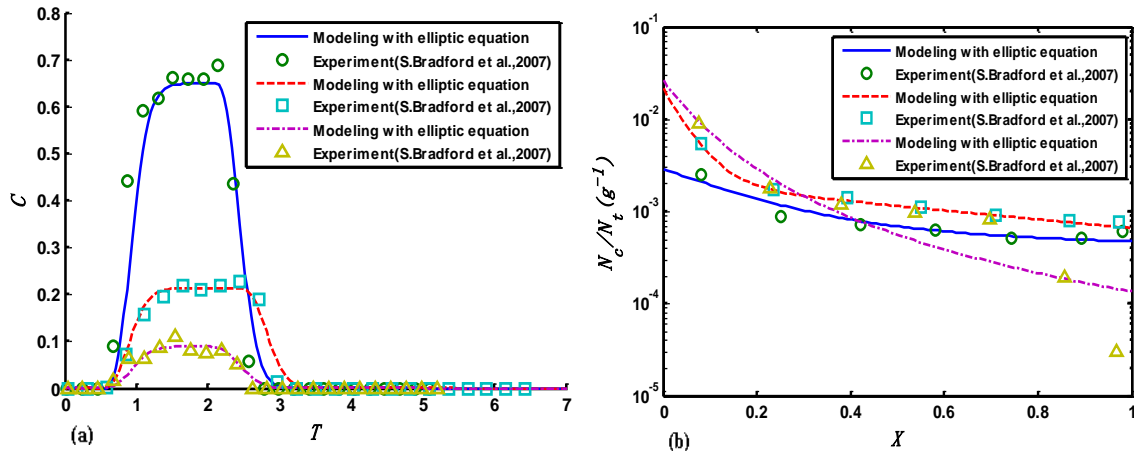 0.8
0.7
0.6
0.5
0.4
0.3
0.2
0.1
0
C
Modeling with elliptic equation
Experiment(S.Bradford et al.,2007)
Modeling with elliptic equation
Experiment(S.Bradford et al.,2007)
Modeling with elliptic equation
Experiment(S.Bradford et al.,2007)
0 1 2 3 4 5 6 7
(a) T
10⁻¹
10⁻²
10⁻³
10⁻⁴
10⁻⁵
N_c/N_t (g⁻¹)
Modeling with elliptic equation
Experiment(S.Bradford et al.,2007)
Modeling with elliptic equation
Experiment(S.Bradford et al.,2007)
Modeling with elliptic equation
Experiment(S.Bradford et al.,2007)
0 0.2 0.4 0.6 0.8 1
(b) X